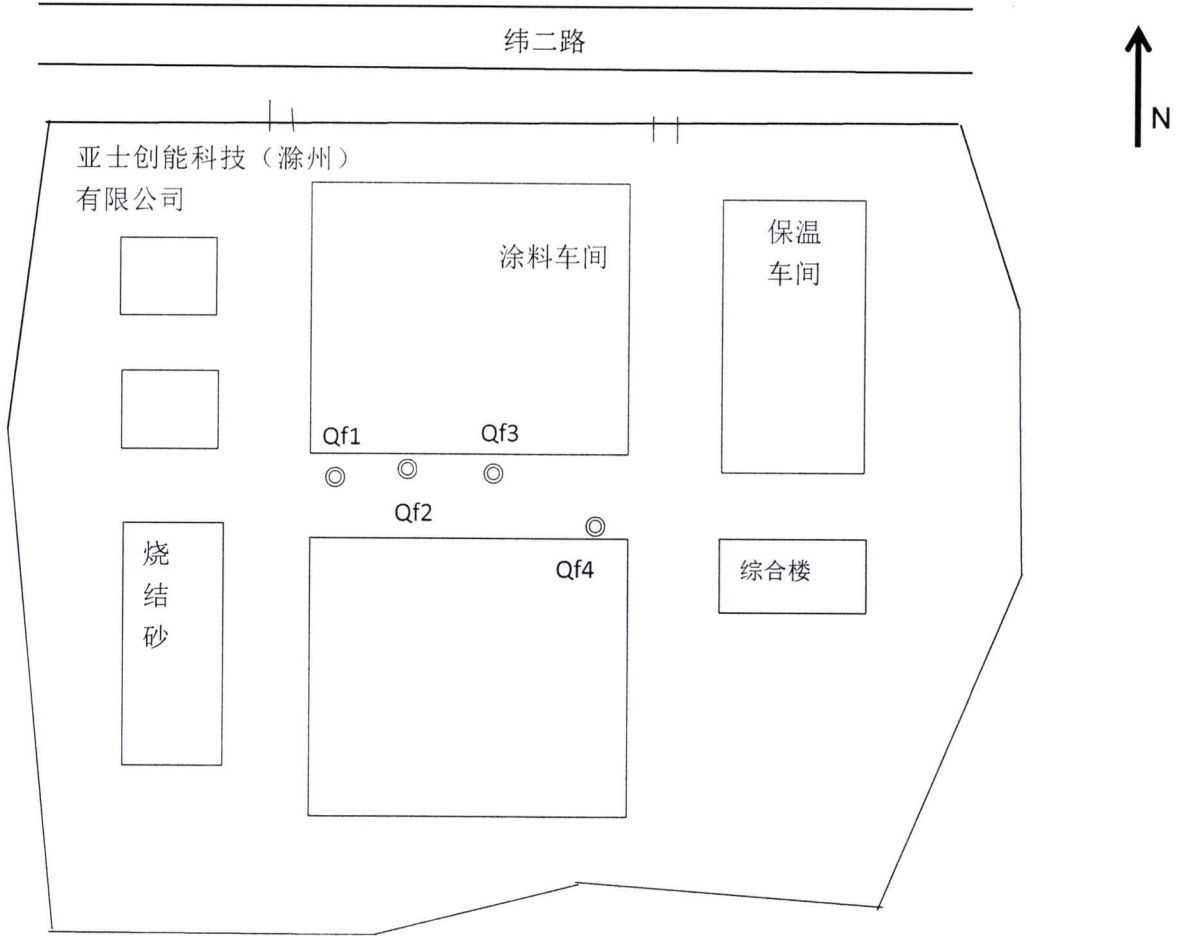 纬二路
N
亚士创能科技（滁州）
有限公司
涂料车间
保温
车间
Qf1
Qf3
Qf2
Qf4
烧
结
砂
综合楼